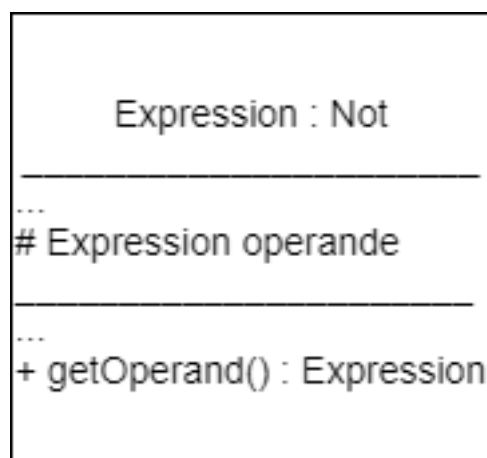 Expression : Not
...
# Expression operande
...
+ getOperand() : Expression